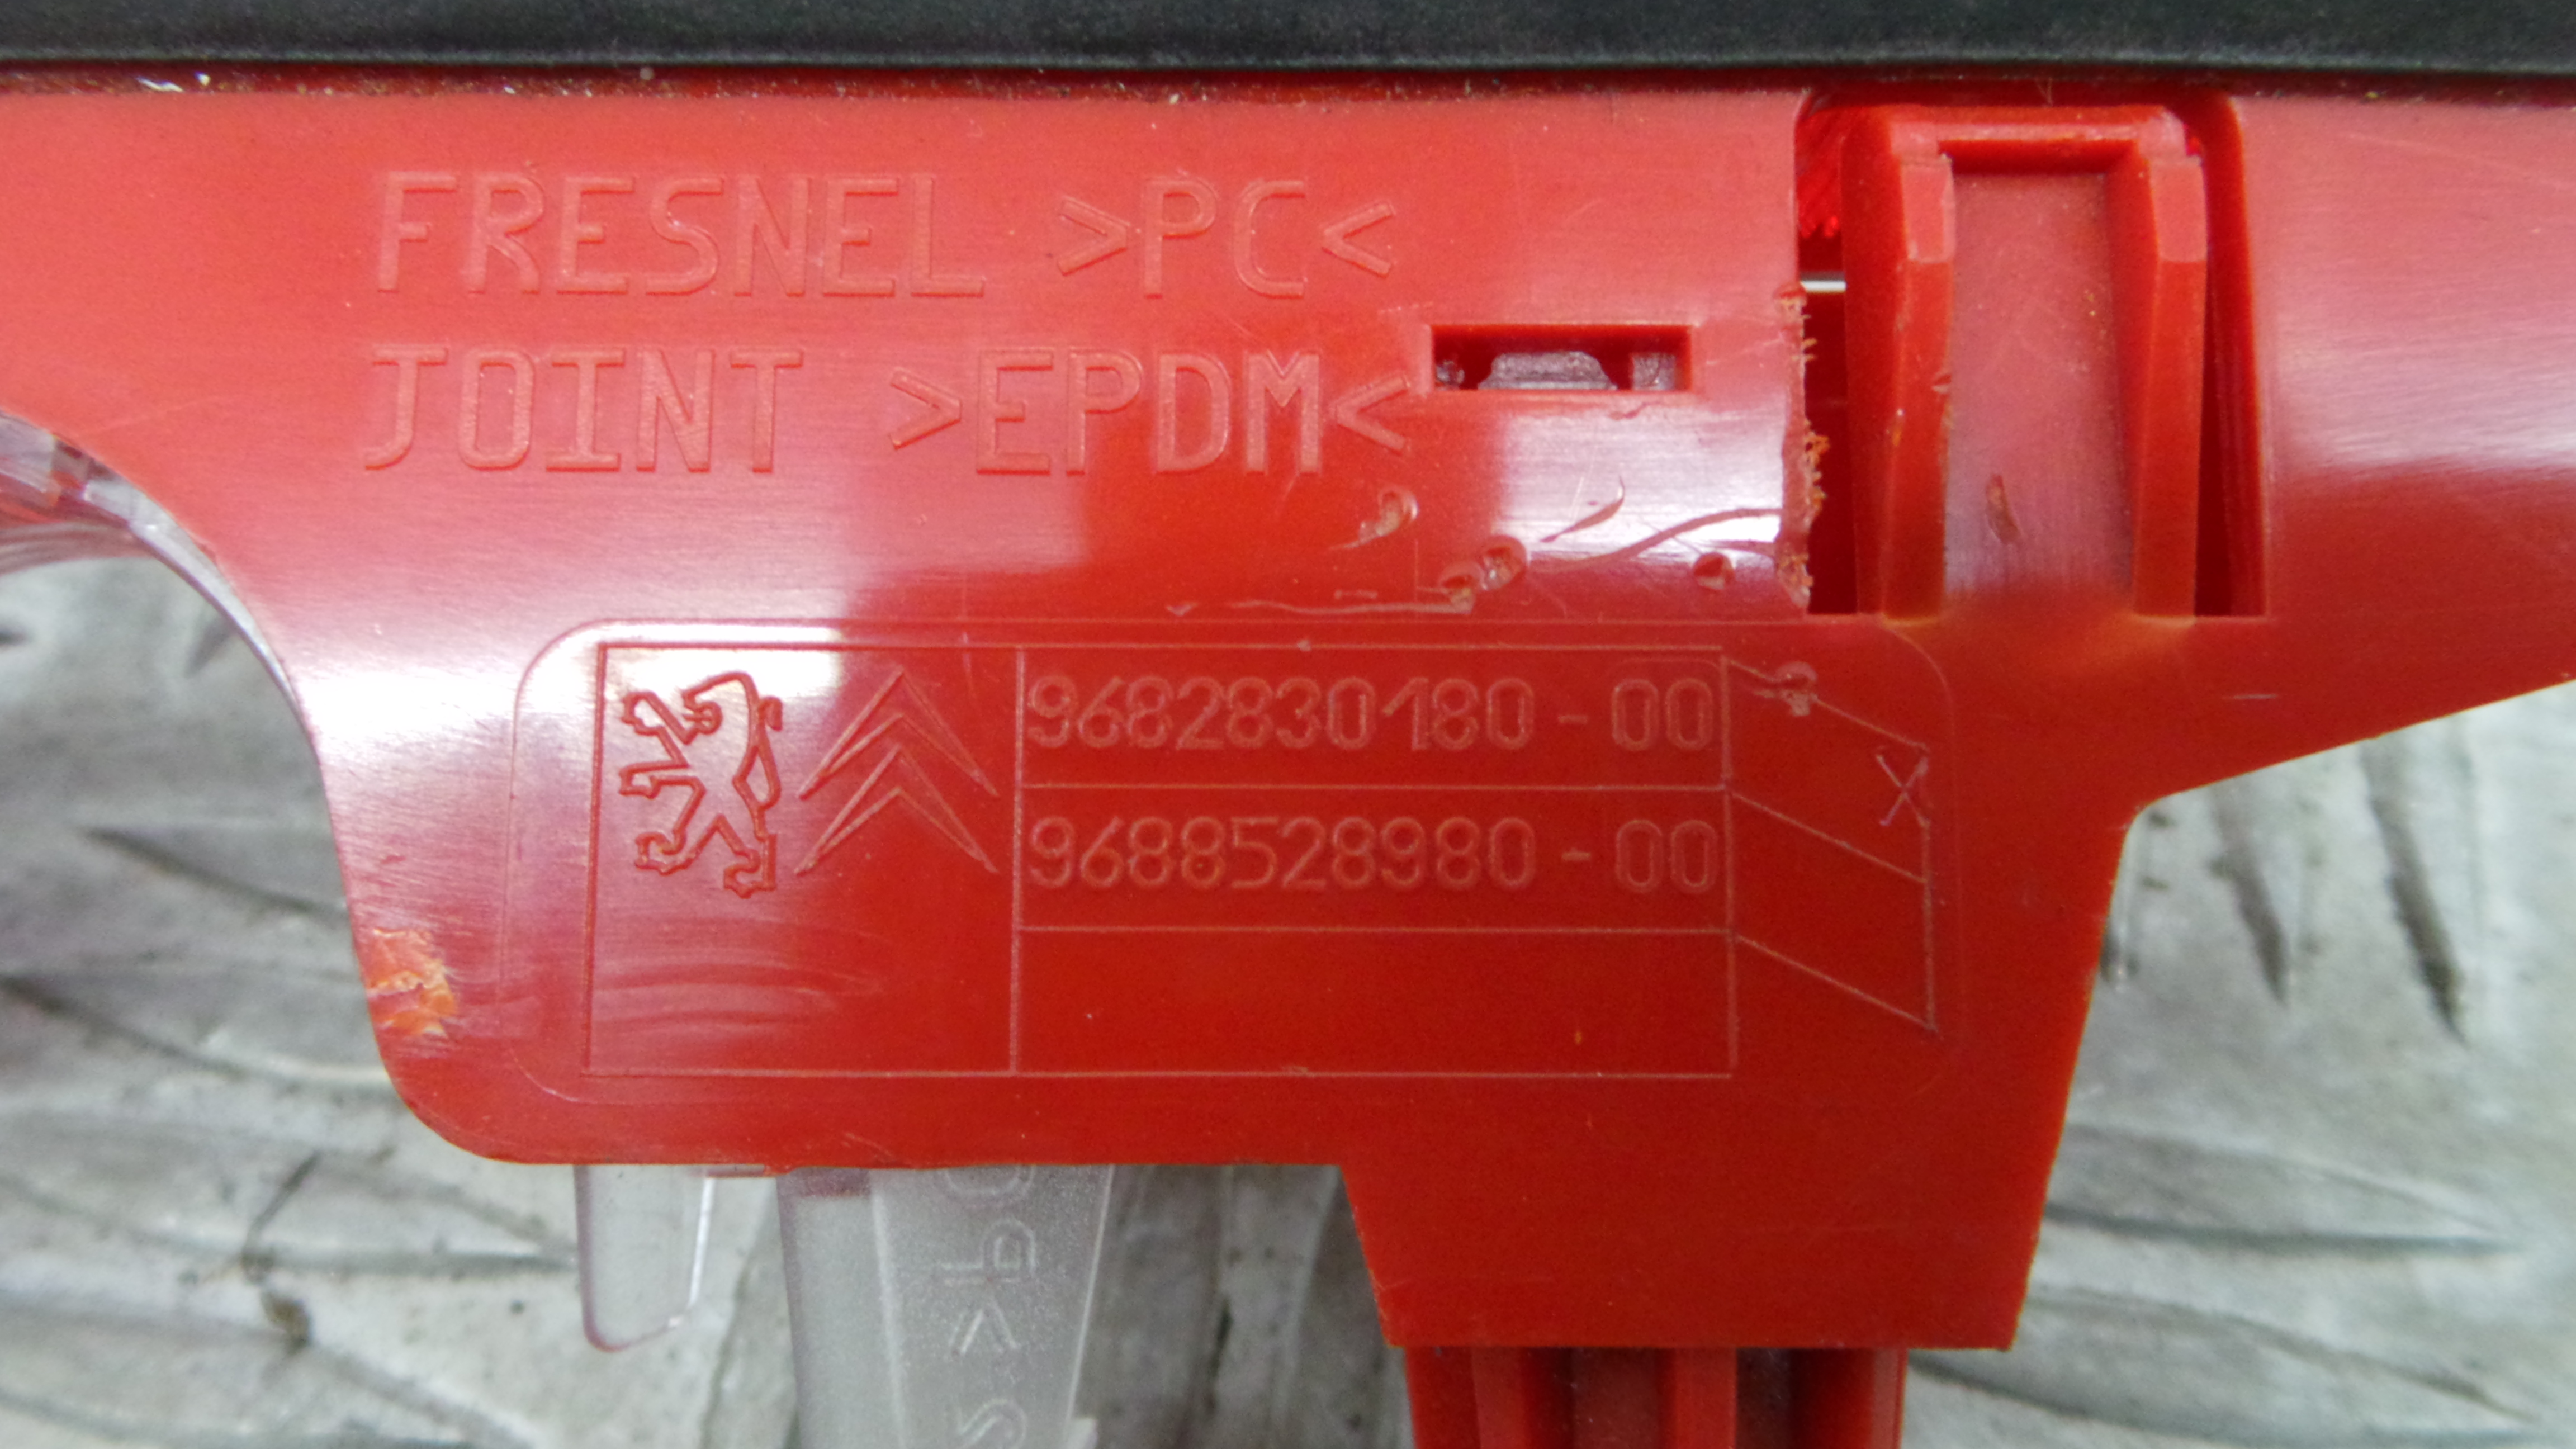 FRESNEL >PC<
JOINT >EPDM<
9682830180-00
X
9688528980-00